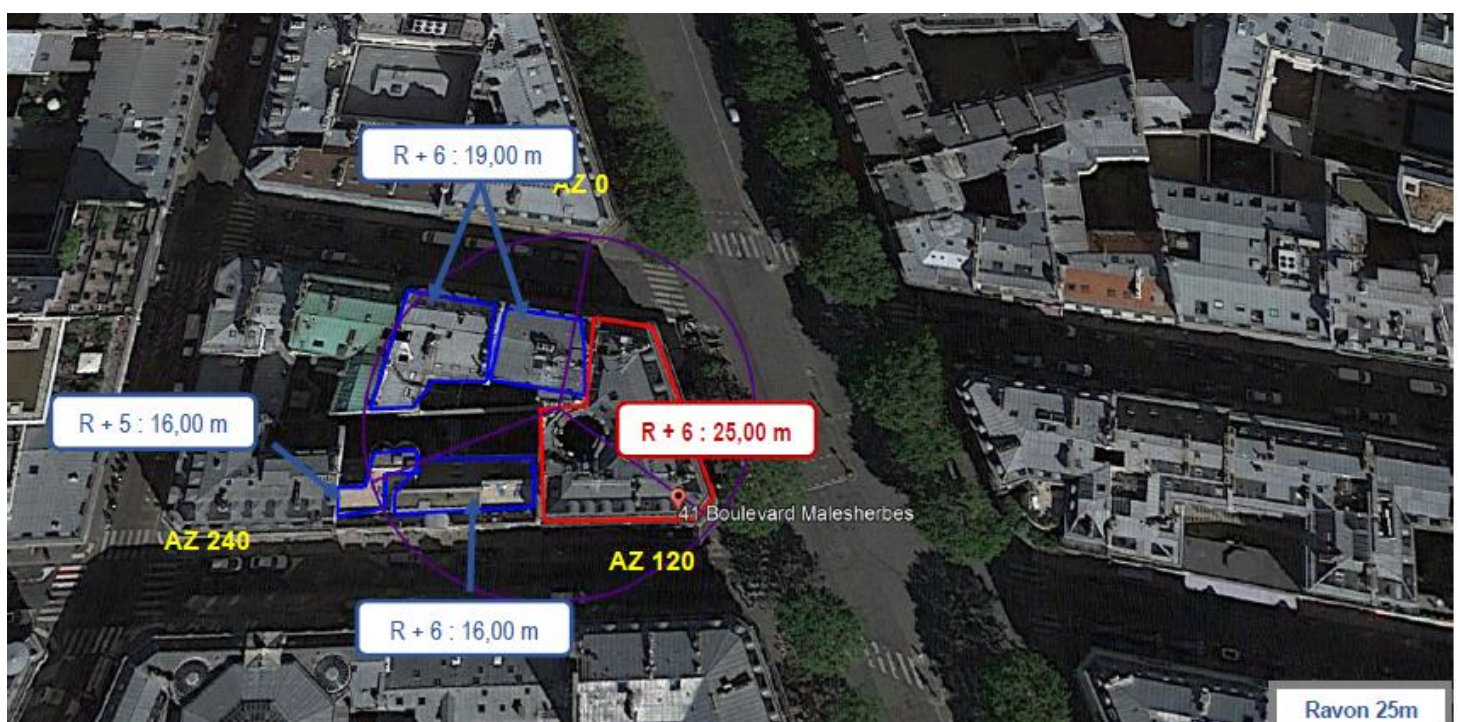 R + 6 : 19,00 m
AZ 0
R + 5 : 16,00 m
R + 6 : 25,00 m
41 Boulevard Malesherbes
AZ 240
AZ 120
R + 6 : 16,00 m
Rayon 25m